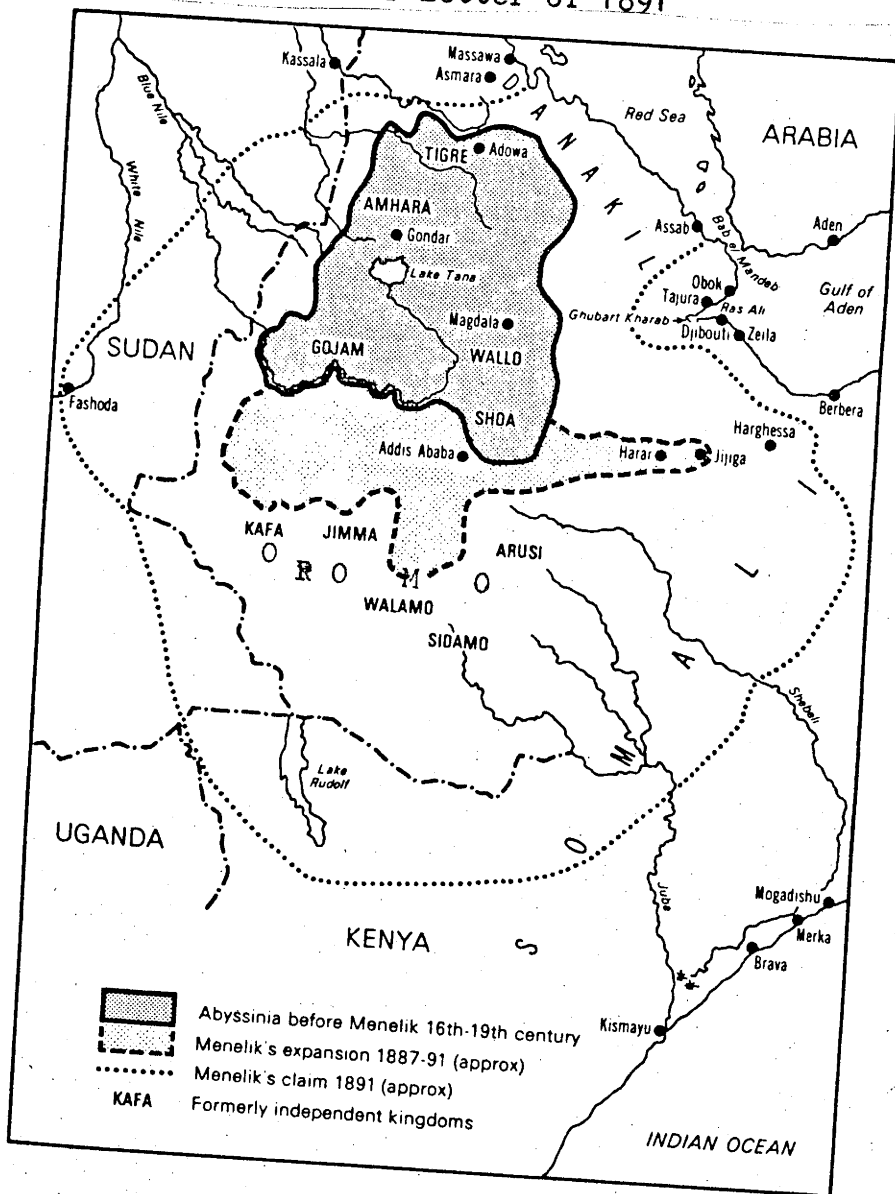 Letter of 1891
Massawa
Kassala
Asmara
Blue Nile
White Nile
Red Sea
ARABIA
DANAKIL
TIGRE
Adowa
AMHARA
Gondar
Lake Tana
Assab
Bab el Mandeb
Aden
Obok
Tajura
Ras Ali
Gulf of
Aden
Ghubart Kharab
Djibouti
Zeila
Magdala
SUDAN
GOJAM
WALLO
Fashoda
SHOA
Berbera
Addis Ababa
Harar
Jijiga
Harghessa
KAFA
JIMMA
ARUSI
OROMO
WALAMO
SIDAMO
SOMALI
Shebeli
Lake
Rudolf
UGANDA
Juba
KENYA
Mogadishu
Merka
Brava
Kismayu
Abyssinia before Menelik 16th-19th century
Menelik's expansion 1887-91 (approx)
Menelik's claim 1891 (approx)
KAFA Formerly independent kingdoms
INDIAN OCEAN